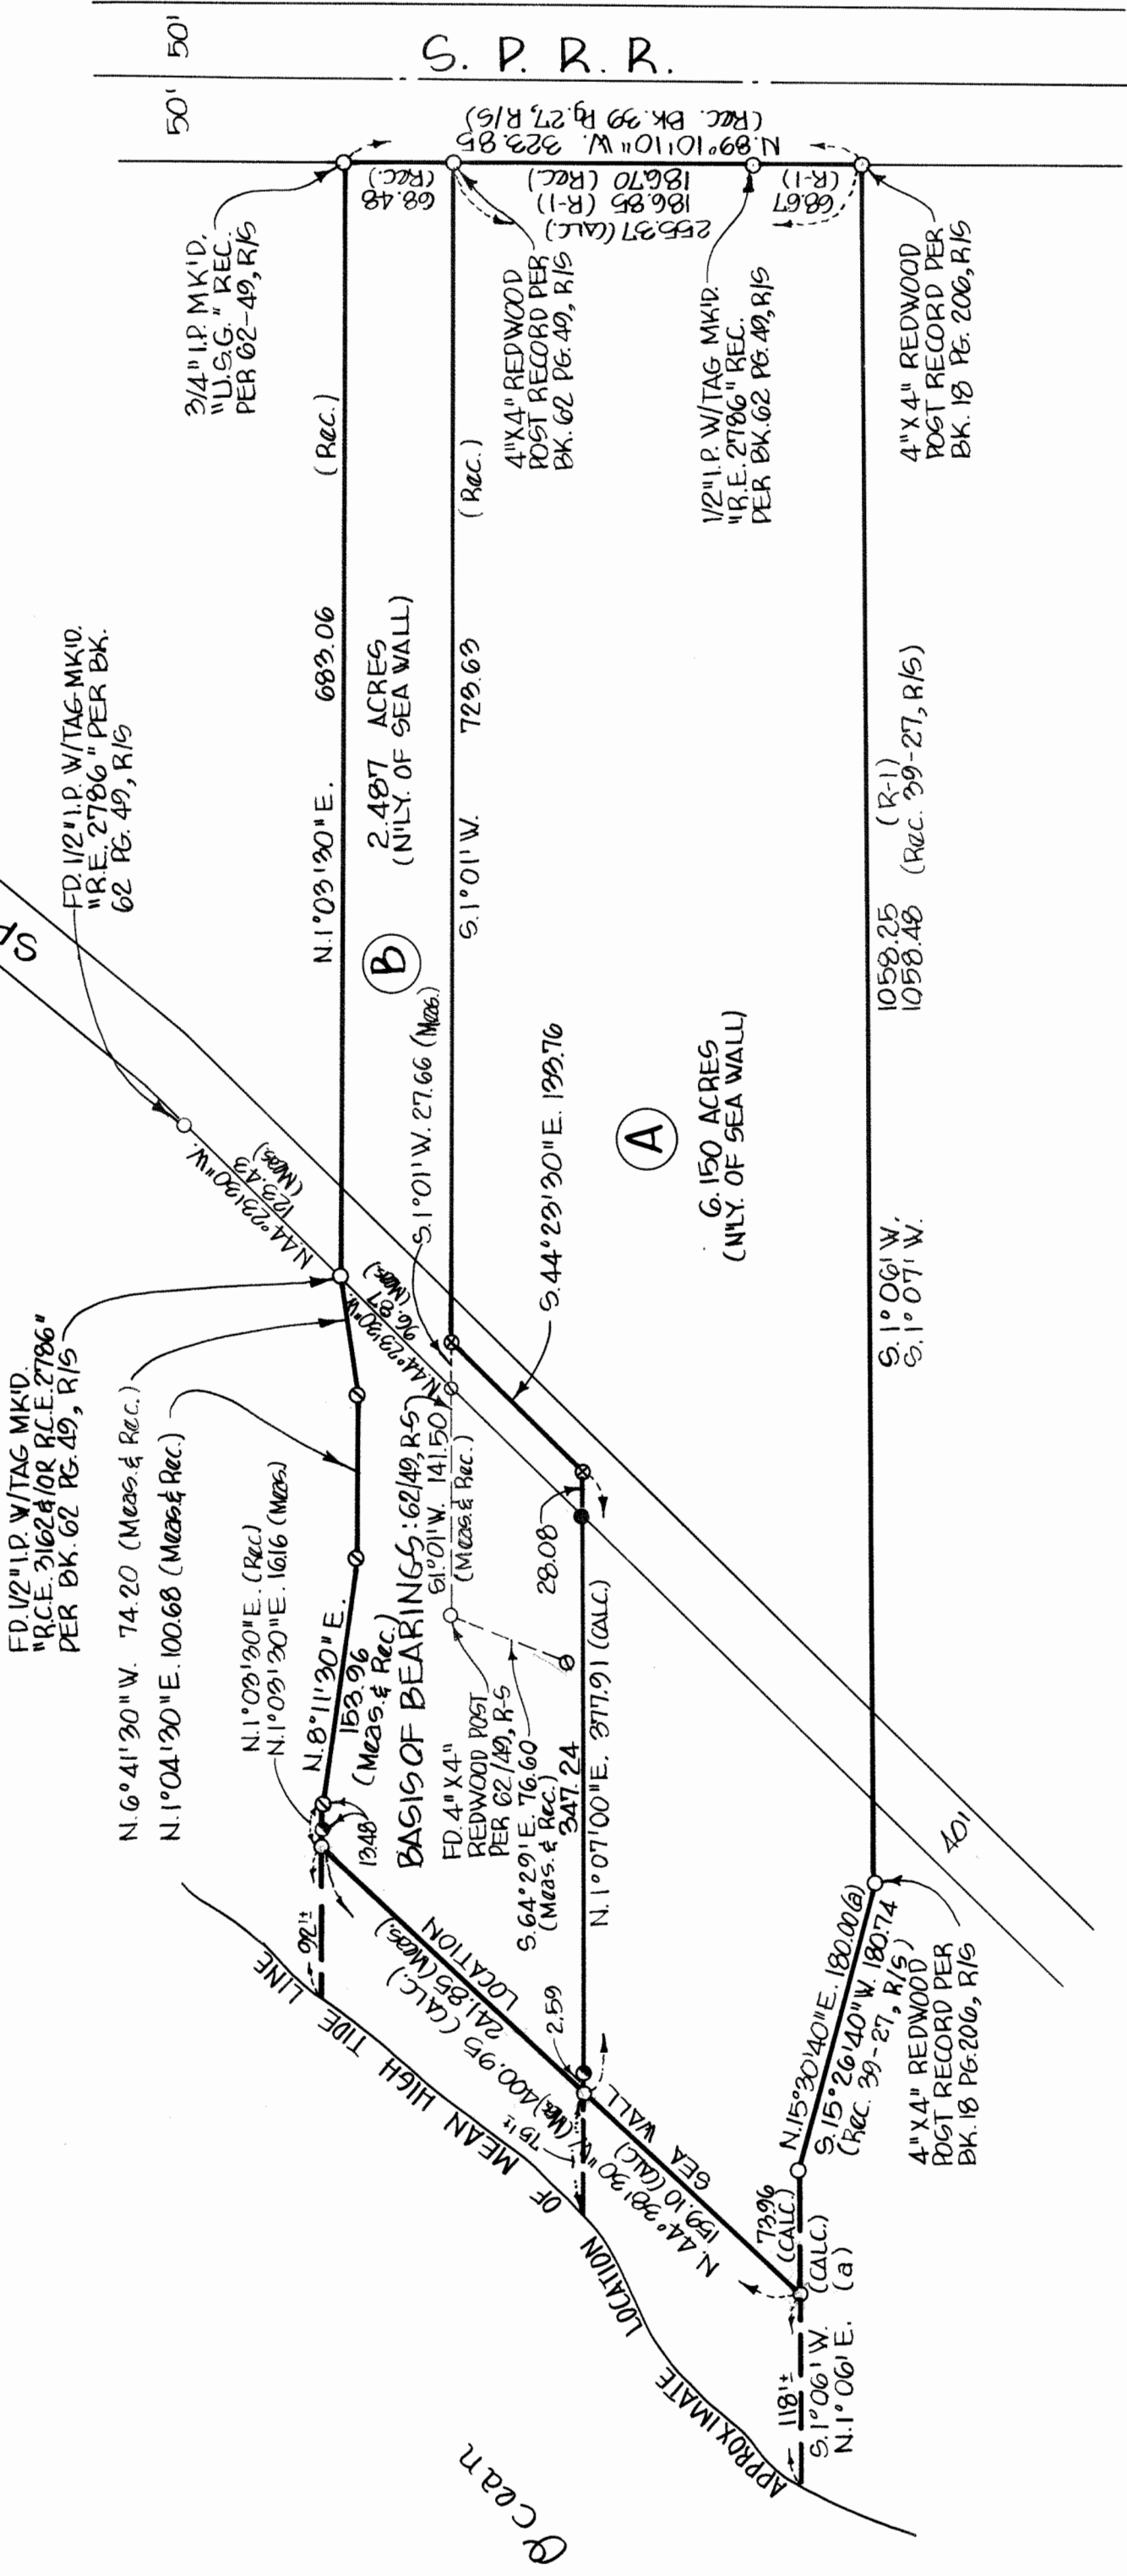 50' 50'
S. P. R. R.
N.89°10'10"W. 323.85
(Rec. Bk.39 Pg.27, R/S)
68.48
(Rec.)
186.70 (Rec.)
186.85 (R-1)
255.37 (CALC.)
68.67
(R-1)
3/4" I.P. MK'D.
"U.S.G." REC.
PER 62-49, R/S
4"X4" REDWOOD
POST RECORD PER
BK. 62 PG. 49, R/S
1/2" I.P. W/TAG MK'D.
"R.E. 2786" REC.
PER BK.62 PG.49, R/S
4"X4" REDWOOD
POST RECORD PER
BK. 18 PG. 206, R/S
FD. 1/2" I.P. W/TAG MK'D.
"R.E. 2786" PER BK.
62 PG. 49, R/S
N.1°03'30"E. 683.06 (Rec.)
B
2.487 ACRES
(N'LY. OF SEA WALL)
S.1°01'W. 723.63 (Rec.)
N.44°23'30"W.
123.43
(Meas.)
S.1°01'W. 27.66 (Meas.)
S.44°23'30"E. 133.76
A
6.150 ACRES
(N'LY. OF SEA WALL)
S.1°06'W. 1058.25 (R-1)
S.1°07'W. 1058.48 (Rec. 39-27, R/S)
FD. 1/2" I.P. W/TAG MK'D.
"R.C.E. 3162 &/OR R.C.E. 2786"
PER BK. 62 PG. 49, R/S
N.6°41'30"W. 74.20 (Meas. & Rec.)
N.1°04'30"E. 100.68 (Meas. & Rec.)
N.1°03'30"E. (Rec)
N.1°03'30"E. 16.16 (Meas)
N.8°11'30"E.
153.96
(Meas. & Rec.)
N.44°23'30"W.
96.87
(Meas)
BASIS OF BEARINGS: 62/49, R-S
S.1°01'W. 141.50
(Meas. & Rec.)
FD. 4"X4"
REDWOOD POST
PER 62/49, R-S
S.64°29'E. 76.60
(Meas. & Rec.)
28.08
347.24
N.1°07'00"E. 377.91 (CALC.)
13.48
92'±
241.85 (Meas.)
400.95 (CALC.)
LOCATION
2.59
75'±
N.44°38'30"W. (Ms.)
159.10 (CALC)
SEA WALL
401
N.15°30'40"E. 180.00 (a)
S.15°26'40"W. 180.74
(Rec. 39-27, R/S)
4"X4" REDWOOD
POST RECORD PER
BK.18 PG.206, R/S
73.96
(CALC.)
118'±
S.1°06'W. (CALC.)
N.1°06'E. (a)
APPROXIMATE LOCATION OF MEAN HIGH TIDE LINE
Ocean